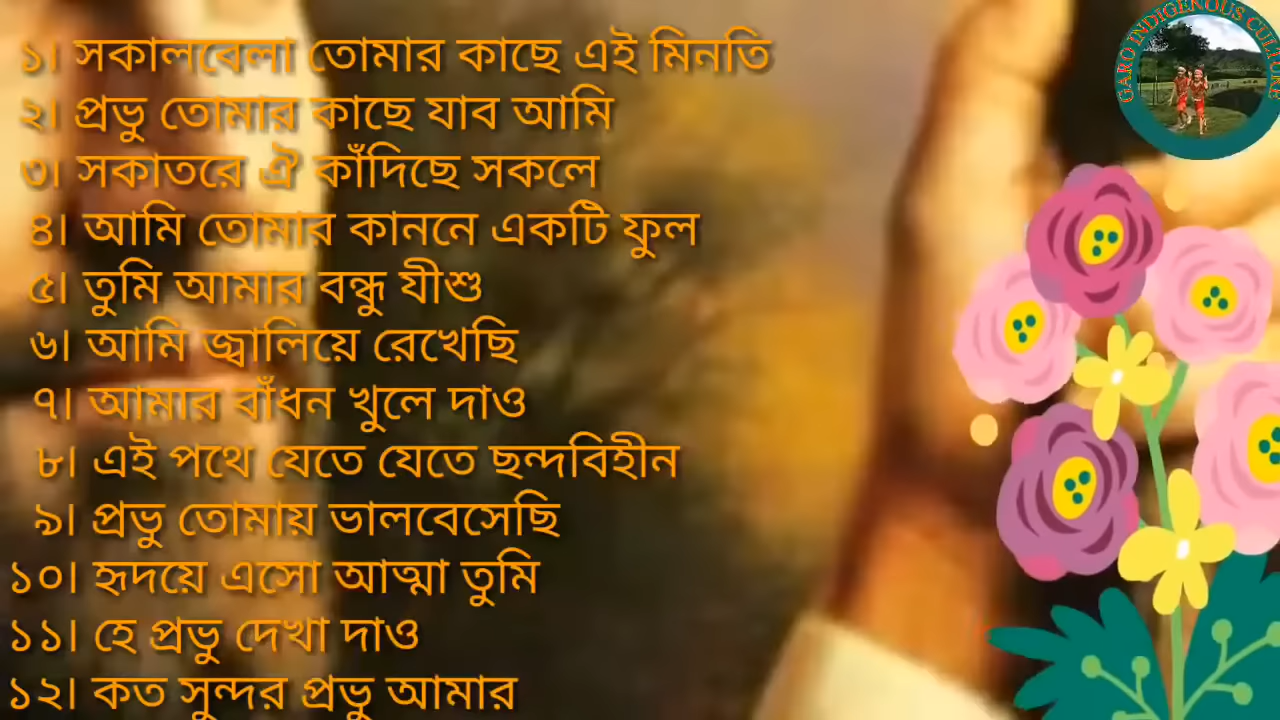 ১। সকালবেলা তোমার কাছে এই মিনতি
২। প্রভু তোমার কাছে যাব আমি
৩। সকাতরে ঐ কাঁদিছে সকলে
৪। আমি তোমার কাননে একটি ফুল
৫। তুমি আমার বন্ধু যীশু
৬। আমি জ্বালিয়ে রেখেছি
৭। আমার বাঁধন খুলে দাও
৮। এই পথে যেতে যেতে ছন্দবিহীন
৯। প্রভু তোমায় ভালবেসেছি
১০। হৃদয়ে এসো আত্মা তুমি
১১। হে প্রভু দেখা দাও
১২। কত সুন্দর প্রভু আমার
GARO INDIGENOUS CULTURE